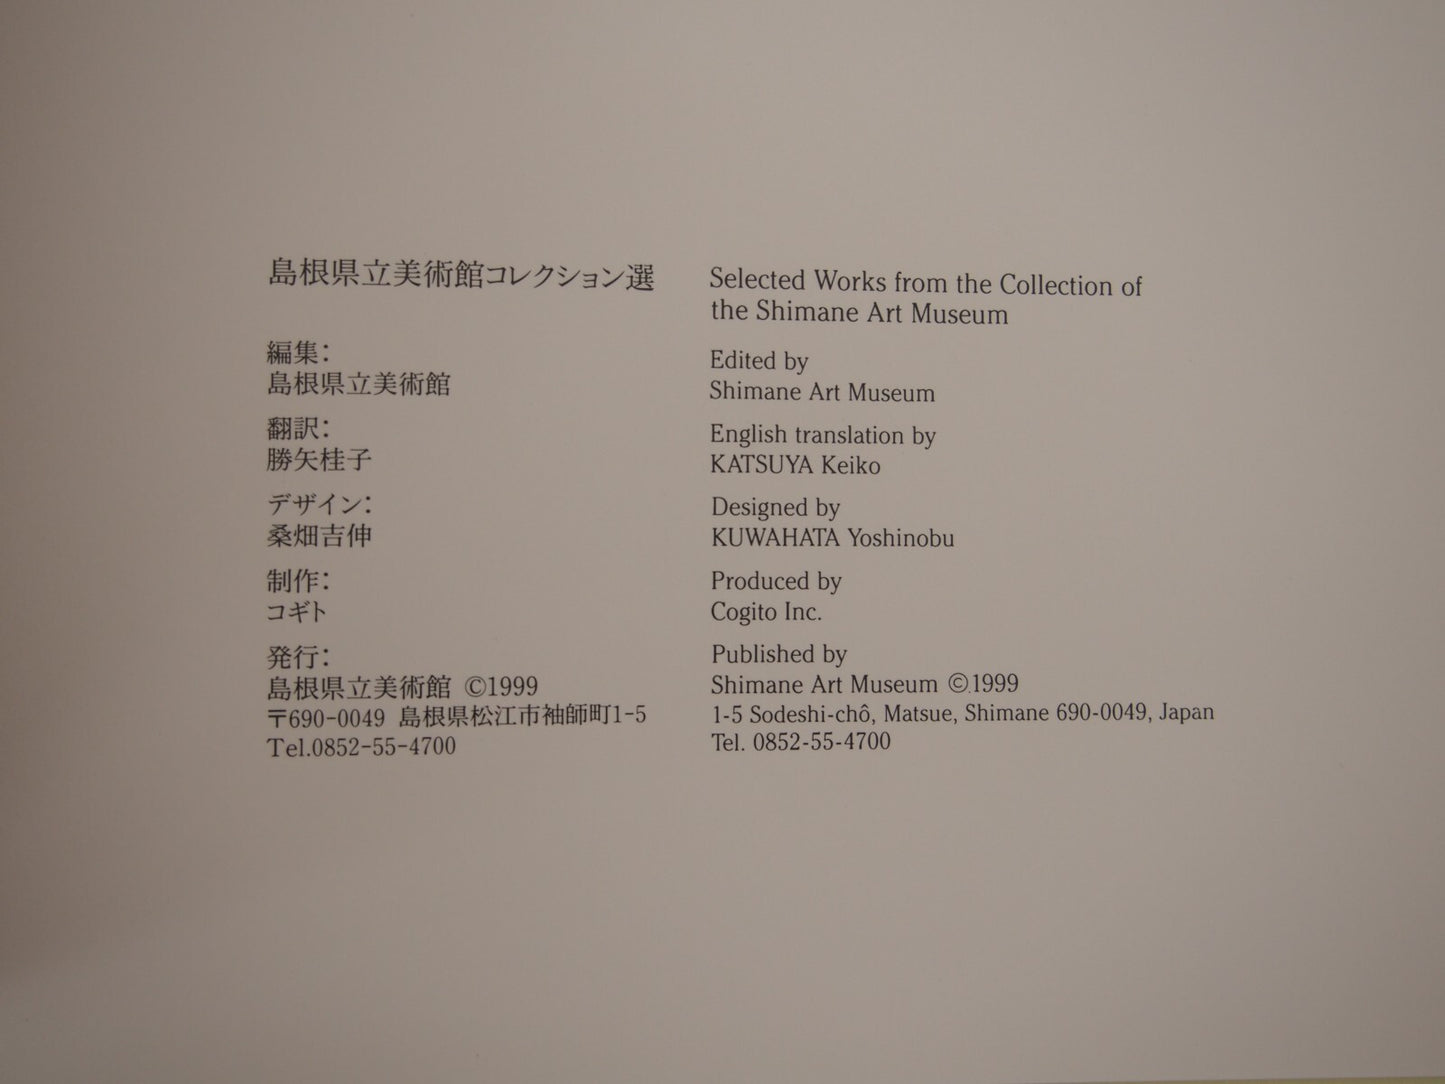 島根県立美術館コレクション選
編集：
島根県立美術館
翻訳：
勝矢桂子
デザイン：
桑畑吉伸
制作：
コギト
発行：
島根県立美術館 ©1999
〒690-0049 島根県松江市袖師町1-5
Tel.0852-55-4700
Selected Works from the Collection of
the Shimane Art Museum
Edited by
Shimane Art Museum
English translation by
KATSUYA Keiko
Designed by
KUWAHATA Yoshinobu
Produced by
Cogito Inc.
Published by
Shimane Art Museum ©1999
1-5 Sodeshi-chô, Matsue, Shimane 690-0049, Japan
Tel. 0852-55-4700